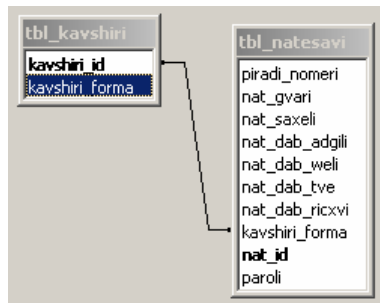 tbl_kavshiri
kavshiri_id
kavshiri_forma
tbl_natesavi
piradi_nomeri
nat_gvari
nat_saxeli
nat_dab_adgili
nat_dab_weli
nat_dab_tve
nat_dab_ricxvi
kavshiri_forma
nat_id
paroli